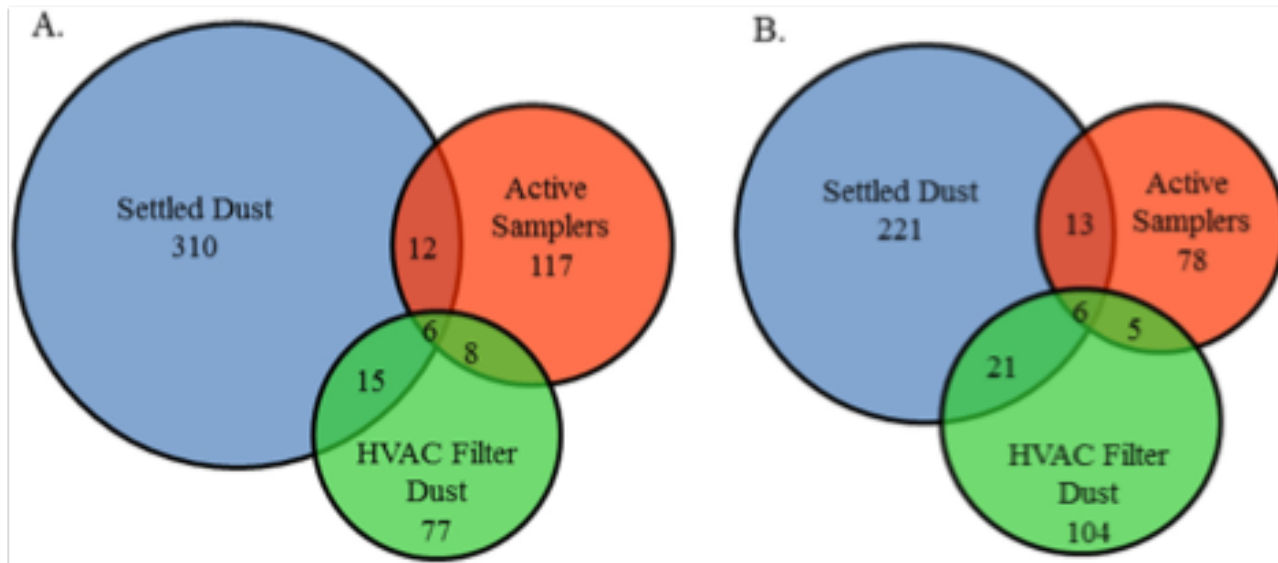 A.
Settled Dust
310
Active
Samplers
117
12
6
8
15
HVAC Filter
Dust
77
B.
Settled Dust
221
Active
Samplers
78
13
6
5
21
HVAC Filter
Dust
104